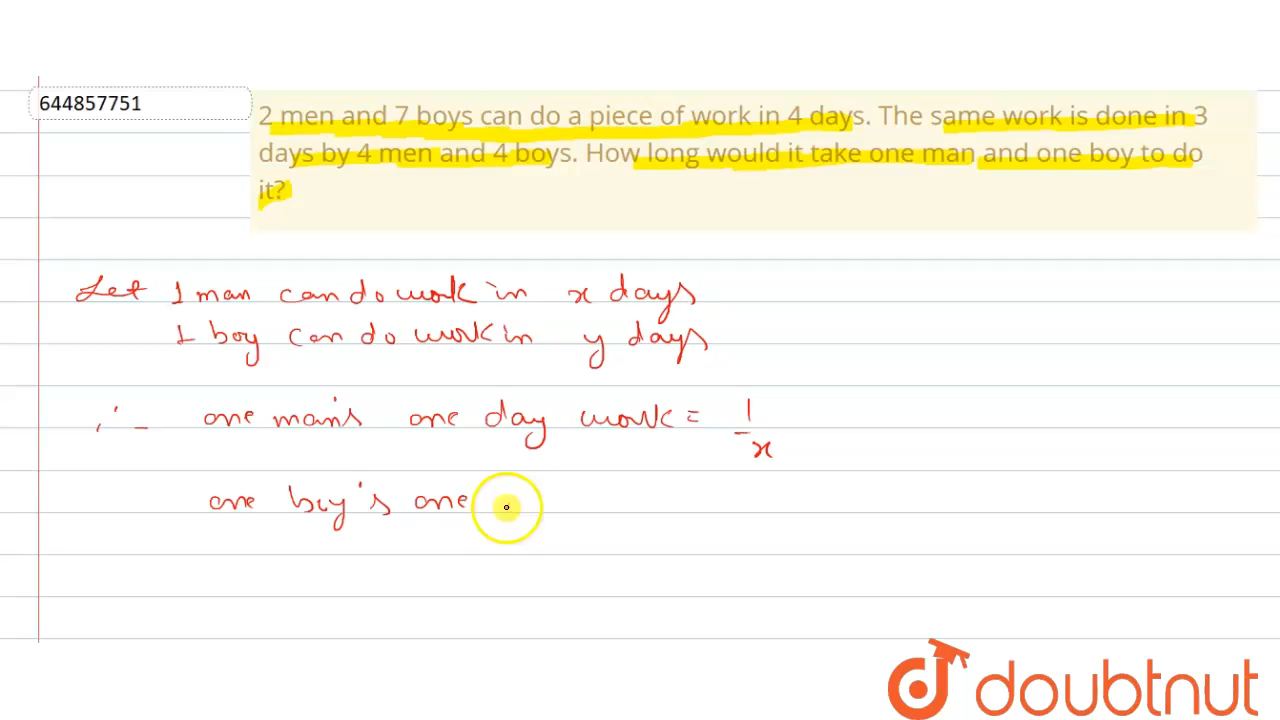 644857751
2 men and 7 boys can do a piece of work in 4 days. The same work is done in 3
days by 4 men and 4 boys. How long would it take one man and one boy to do
it?
Let 1 man can do work in x days
1 boy can do work in y days
∴ one man's one day work = 1/x
one boy's one
doubtnut